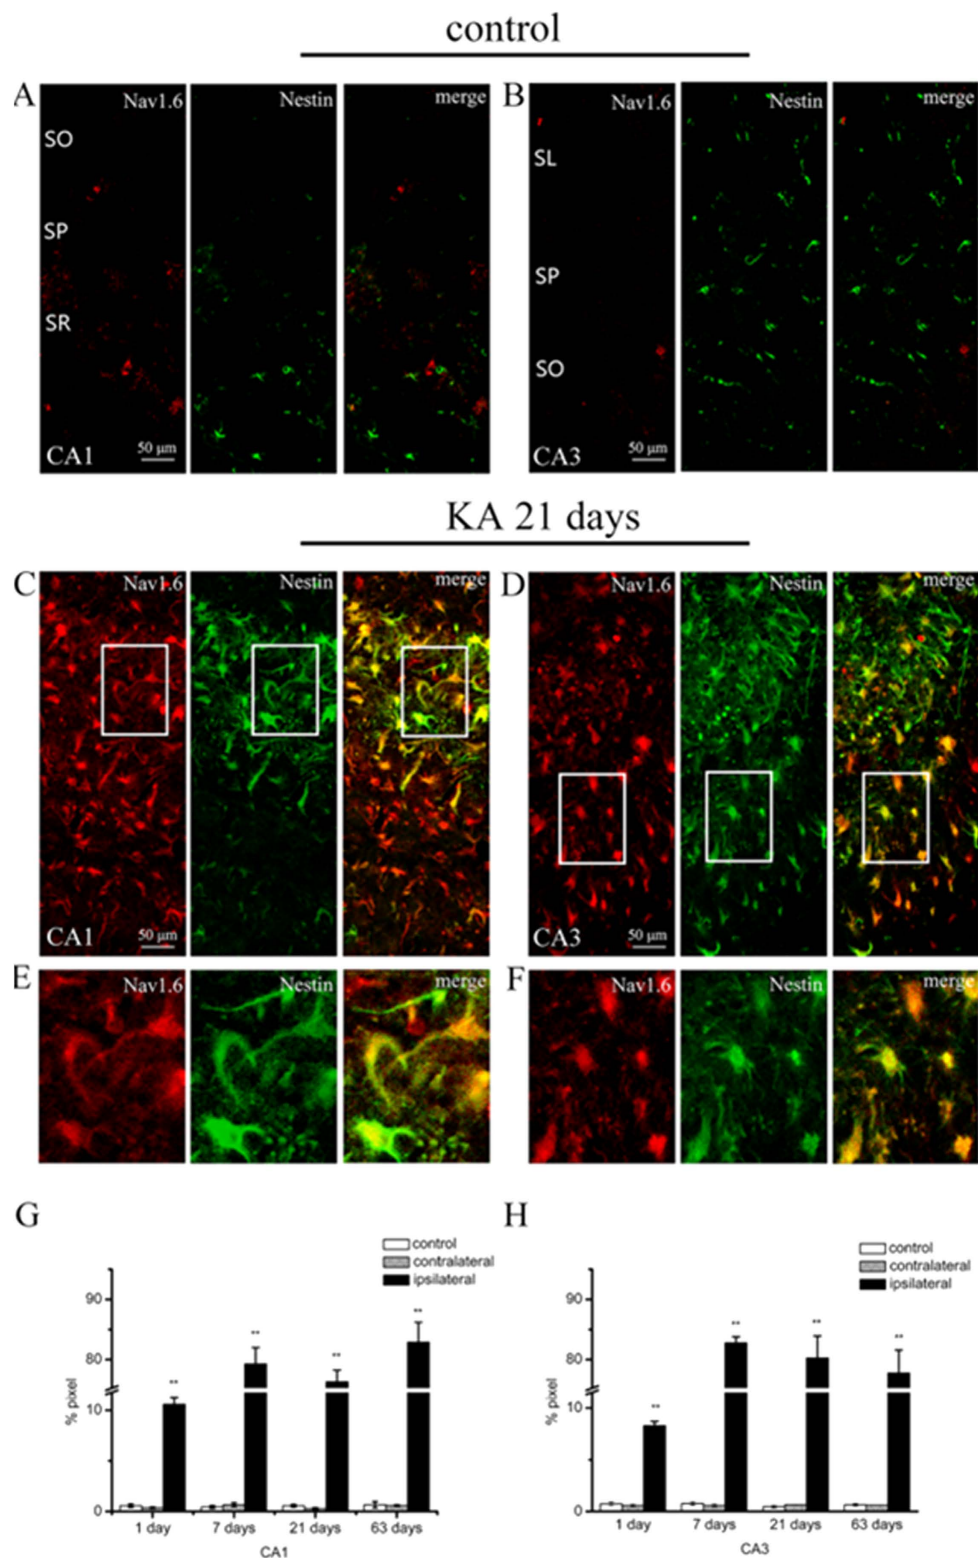 control
A Nav1.6 Nestin merge B Nav1.6 Nestin merge
SO SL
SP SP
SR SO
CA1 50 μm CA3 50 μm
KA 21 days
C Nav1.6 Nestin merge D Nav1.6 Nestin merge
CA1 50 μm CA3 50 μm
E Nav1.6 Nestin merge F Nav1.6 Nestin merge
G
control
contralateral
ipsilateral
90
** ** ** **
80
10
0
% pixel
1 day 7 days 21 days 63 days
CA1
H
control
contralateral
ipsilateral
90
** ** ** **
80
10
0
% pixel
1 day 7 days 21 days 63 days
CA3